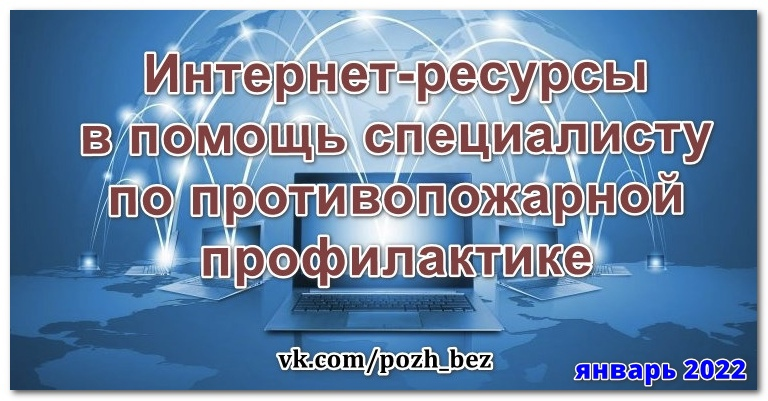 Интернет-ресурсы
в помощь специалисту
по противопожарной
профилактике
vk.com/pozh_bez
январь 2022